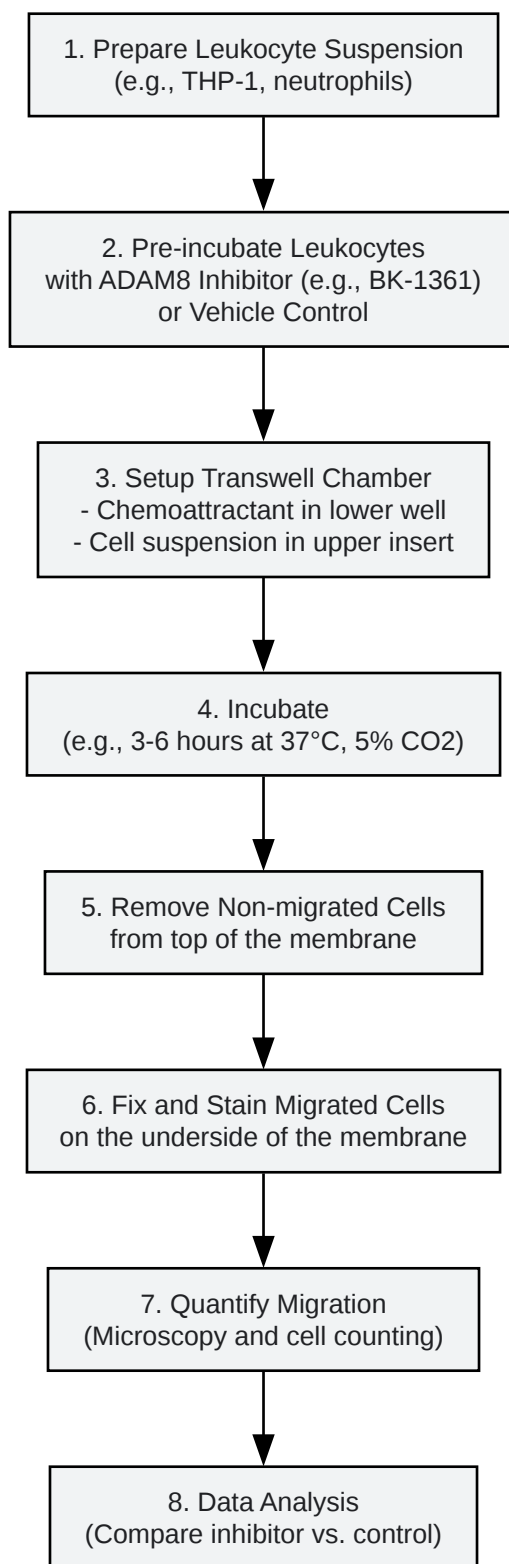 1. Prepare Leukocyte Suspension
(e.g., THP-1, neutrophils)
2. Pre-incubate Leukocytes
with ADAM8 Inhibitor (e.g., BK-1361)
or Vehicle Control
3. Setup Transwell Chamber
- Chemoattractant in lower well
- Cell suspension in upper insert
4. Incubate
(e.g., 3-6 hours at 37°C, 5% CO2)
5. Remove Non-migrated Cells
from top of the membrane
6. Fix and Stain Migrated Cells
on the underside of the membrane
7. Quantify Migration
(Microscopy and cell counting)
8. Data Analysis
(Compare inhibitor vs. control)